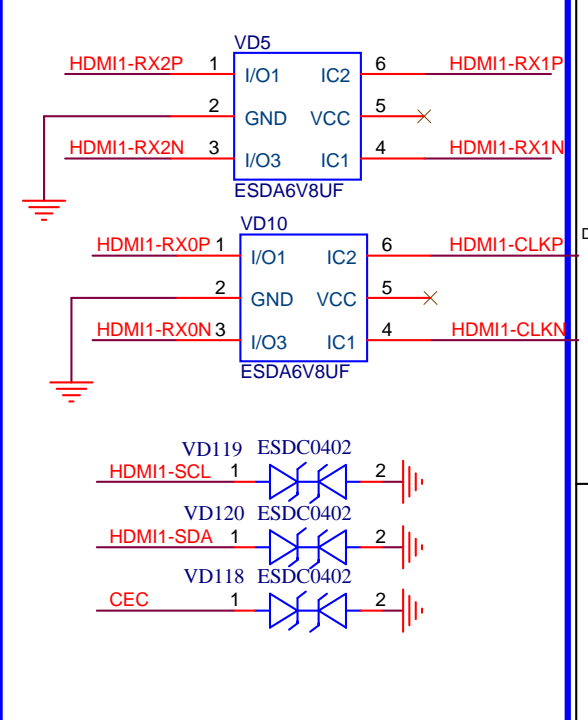 VD5
HDMI1-RX2P 1 I/O1 IC2 6 HDMI1-RX1P
2 GND VCC 5
HDMI1-RX2N 3 I/O3 IC1 4 HDMI1-RX1N
ESDA6V8UF
VD10
HDMI1-RX0P 1 I/O1 IC2 6 HDMI1-CLKP
2 GND VCC 5
HDMI1-RX0N 3 I/O3 IC1 4 HDMI1-CLKN
ESDA6V8UF
VD119 ESDC0402
HDMI1-SCL 1 2
VD120 ESDC0402
HDMI1-SDA 1 2
VD118 ESDC0402
CEC 1 2